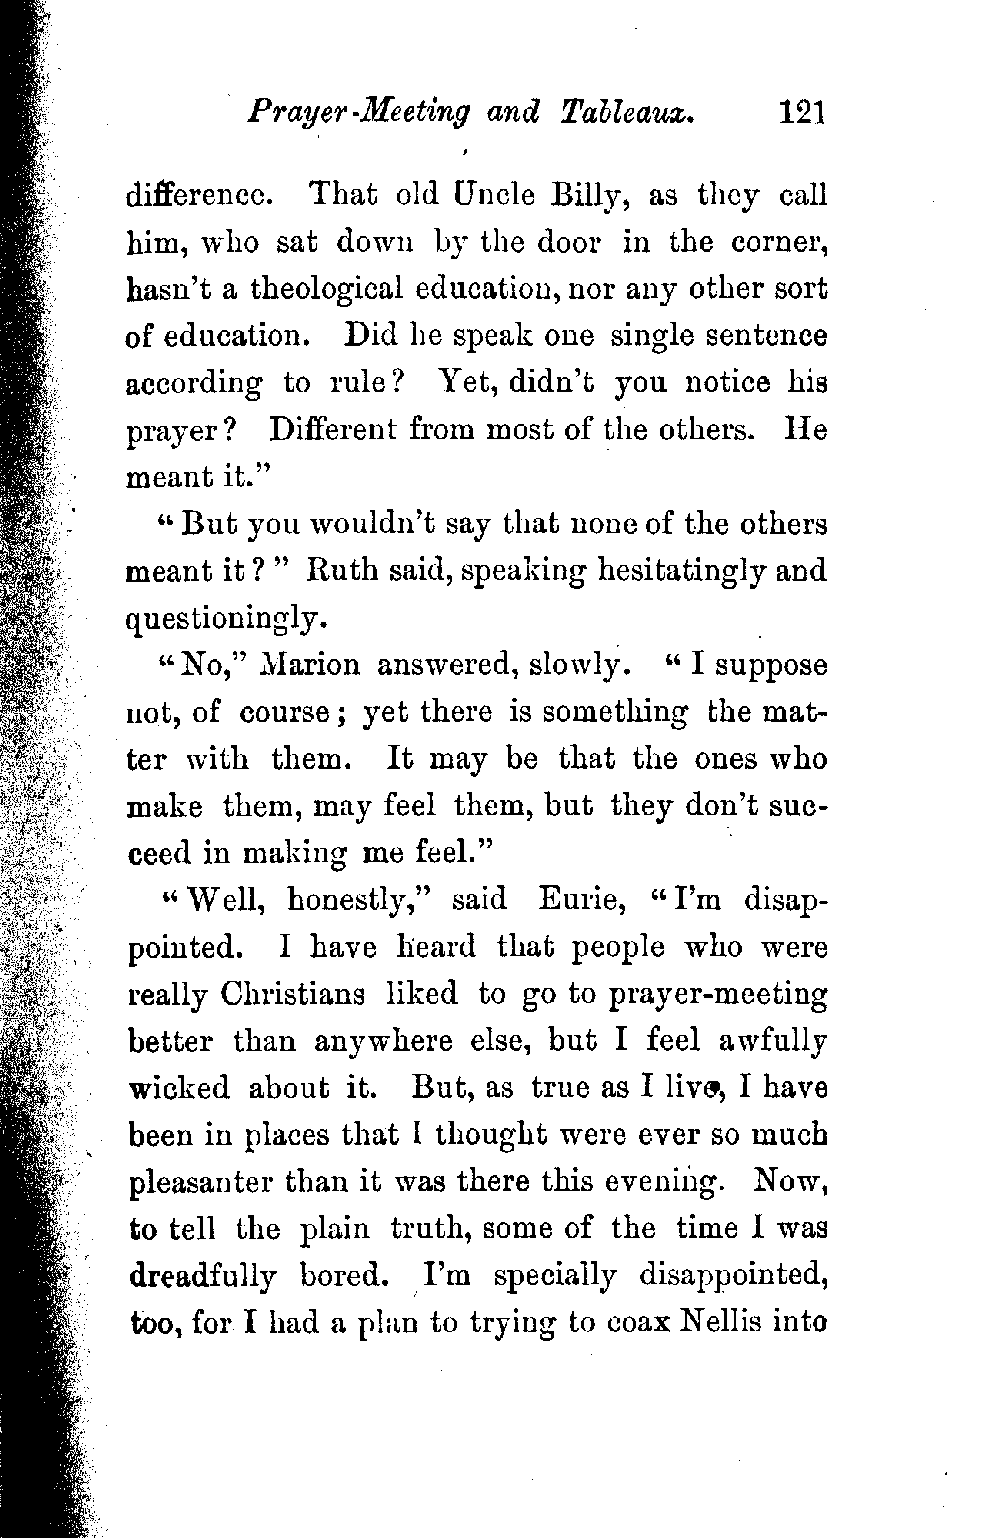 Prayer-Meeting and Tableaux. 121
difference. That old Uncle Billy, as they call
him, who sat down by the door in the corner,
hasn't a theological education, nor any other sort
of education. Did he speak one single sentence
according to rule? Yet, didn't you notice his
prayer? Different from most of the others. He
meant it."
"But you wouldn't say that none of the others
meant it?" Ruth said, speaking hesitatingly and
questioningly.
"No," Marion answered, slowly. "I suppose
not, of course; yet there is something the mat-
ter with them. It may be that the ones who
make them, may feel them, but they don't suc-
ceed in making me feel."
"Well, honestly," said Eurie, "I'm disap-
pointed. I have heard that people who were
really Christians liked to go to prayer-meeting
better than anywhere else, but I feel awfully
wicked about it. But, as true as I live, I have
been in places that I thought were ever so much
pleasanter than it was there this evening. Now,
to tell the plain truth, some of the time I was
dreadfully bored. I'm specially disappointed,
too, for I had a plan to trying to coax Nellis into